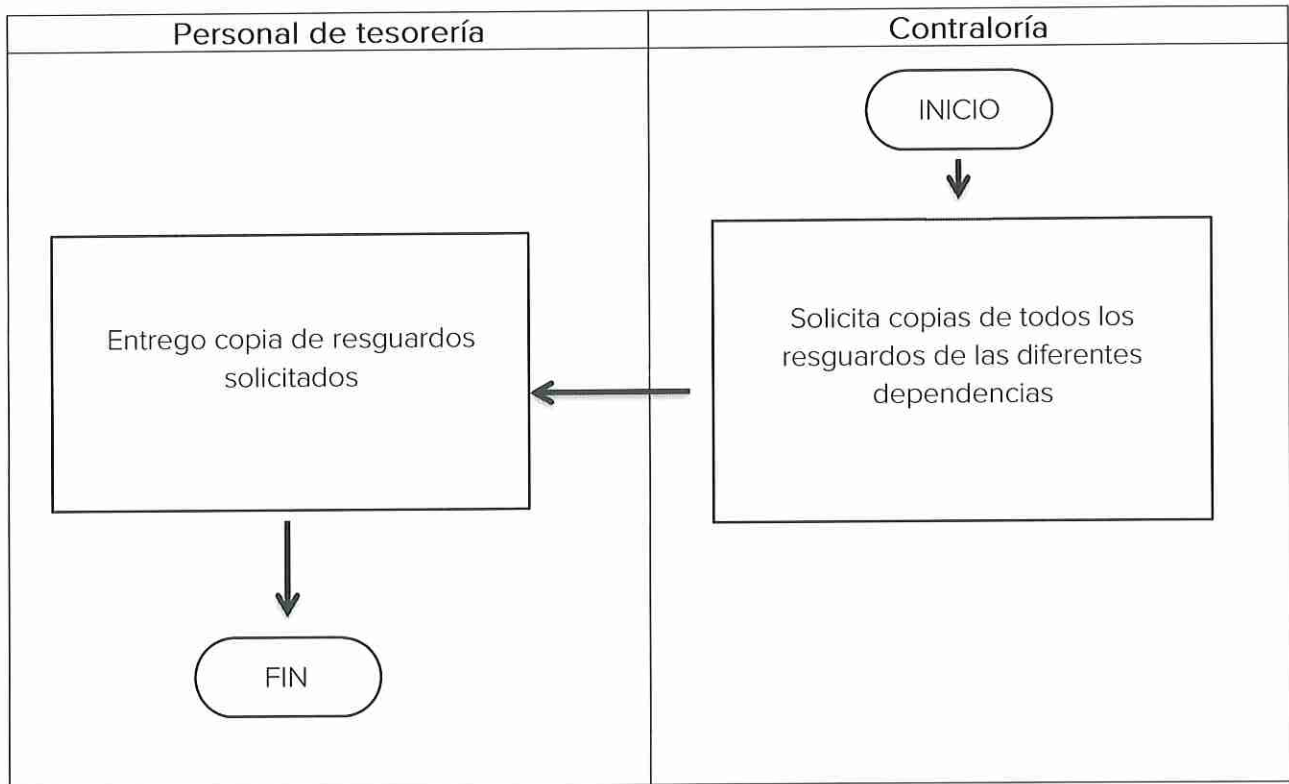 Personal de tesorería
Contraloría
INICIO
Solicita copias de todos los
resguardos de las diferentes
dependencias
Entrego copia de resguardos
solicitados
FIN